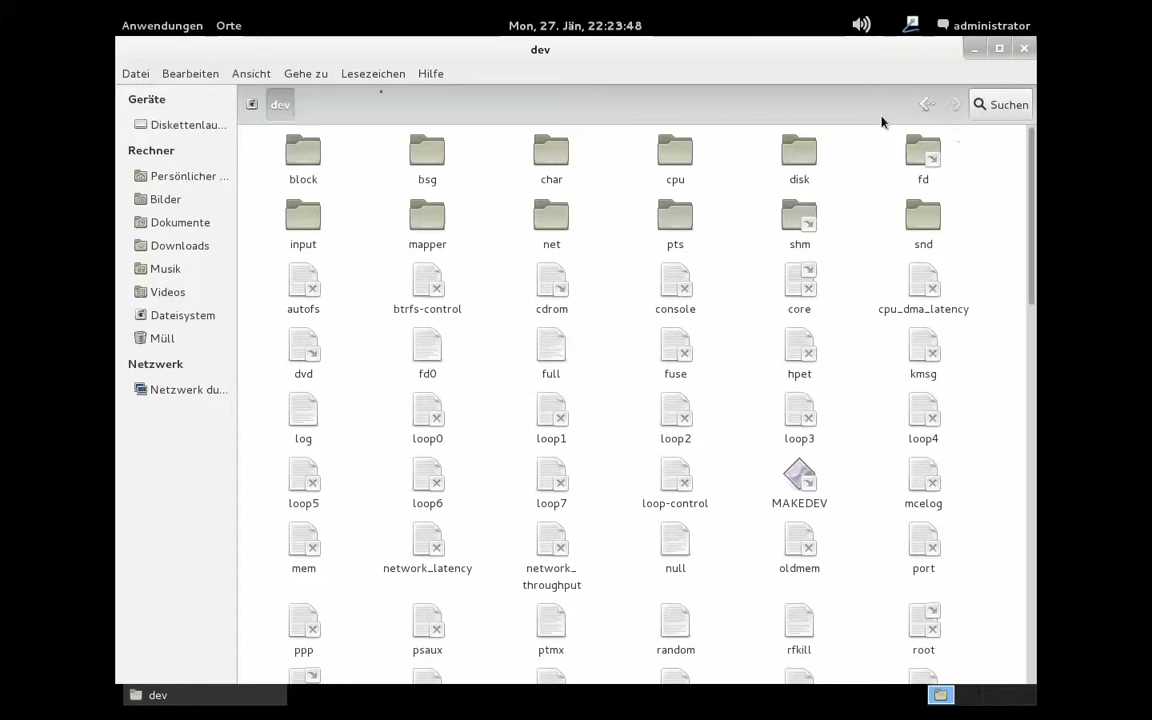 Anwendungen Orte Mon, 27. Jän, 22:23:48 administrator
dev
Datei Bearbeiten Ansicht Gehe zu Lesezeichen Hilfe
Geräte
Diskettenlau...
Rechner
Persönlicher ...
Bilder
Dokumente
Downloads
Musik
Videos
Dateisystem
Müll
Netzwerk
Netzwerk du...
dev Suchen
block bsg char cpu disk fd
input mapper net pts shm snd
autofs btrfs-control cdrom console core cpu_dma_latency
dvd fd0 full fuse hpet kmsg
log loop0 loop1 loop2 loop3 loop4
loop5 loop6 loop7 loop-control MAKEDEV mcelog
mem network_latency network_ null oldmem port
throughput
ppp psaux ptmx random rfkill root
dev